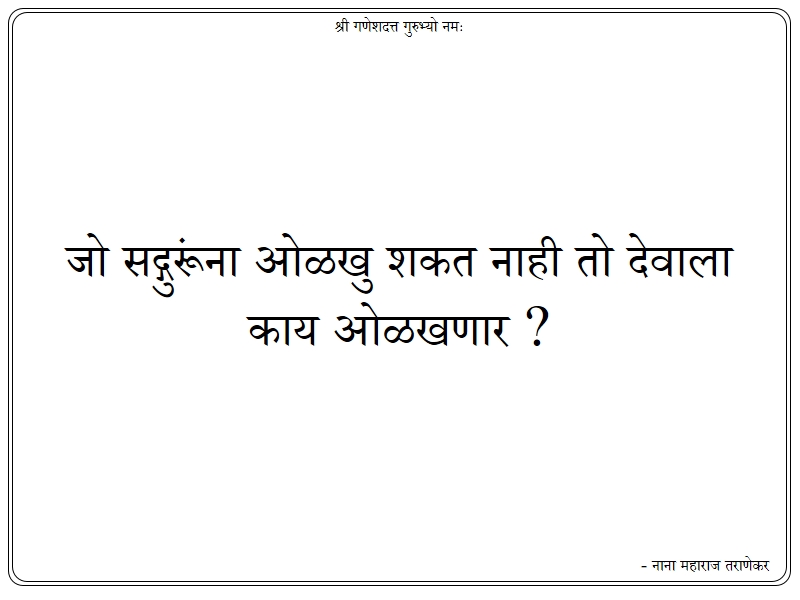 श्री गणेशदत्त गुरुभ्यो नमः
जो सद्गुरूंना ओळखु शकत नाही तो देवाला
काय ओळखणार ?
- नाना महाराज तराणेकर